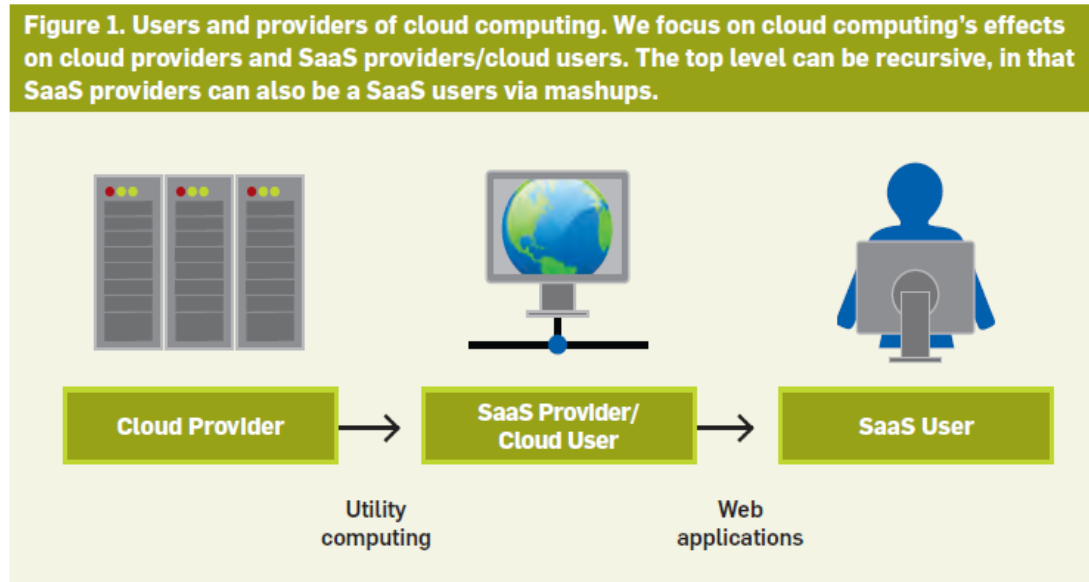 Figure 1. Users and providers of cloud computing. We focus on cloud computing’s effects
on cloud providers and SaaS providers/cloud users. The top level can be recursive, in that
SaaS providers can also be a SaaS users via mashups.
Cloud Provider
SaaS Provider/
Cloud User
SaaS User
Utility
computing
Web
applications